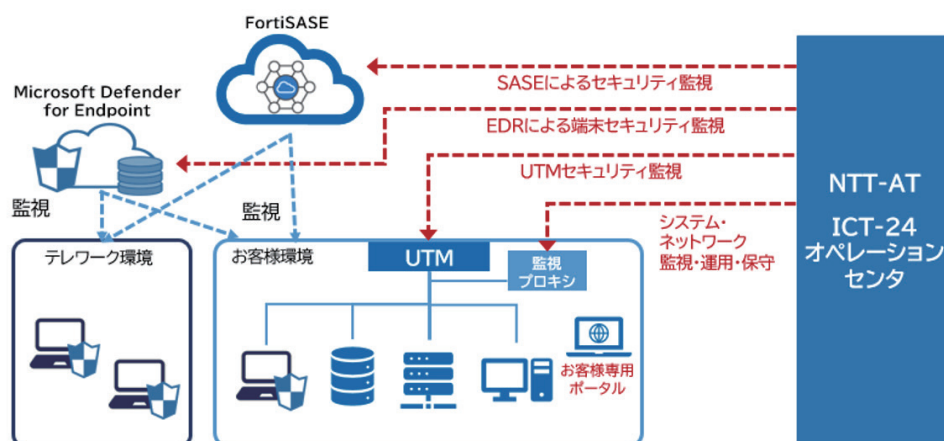 FortiSASE
Microsoft Defender
for Endpoint
SASEによるセキュリティ監視
EDRによる端末セキュリティ監視
UTMセキュリティ監視
システム・
ネットワーク
監視・運用・保守
NTT-AT
ICT-24
オペレーション
センタ
監視
監視
テレワーク環境
お客様環境
UTM
監視
プロキシ
お客様専用
ポータル